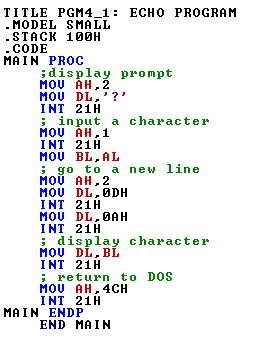 TITLE PGM4_1: ECHO PROGRAM
.MODEL SMALL
.STACK 100H
.CODE
MAIN PROC
;display prompt
MOV AH,2
MOV DL,'?'
INT 21H
; input a character
MOV AH,1
INT 21H
MOV BL,AL
; go to a new line
MOV AH,2
MOV DL,0DH
INT 21H
MOV DL,0AH
INT 21H
; display character
MOV DL,BL
INT 21H
; return to DOS
MOV AH,4CH
INT 21H
MAIN ENDP
END MAIN